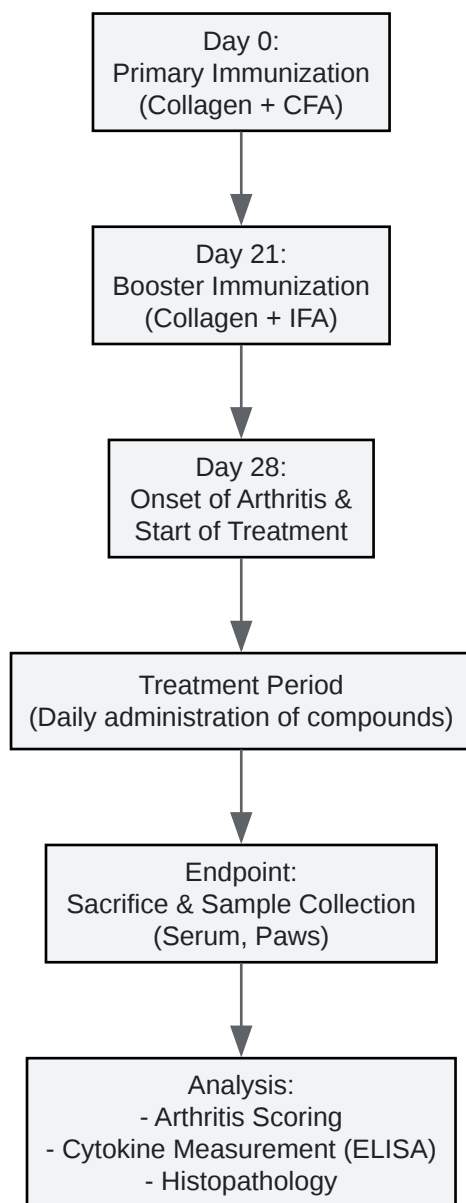 Day 0:
Primary Immunization
(Collagen + CFA)
Day 21:
Booster Immunization
(Collagen + IFA)
Day 28:
Onset of Arthritis &
Start of Treatment
Treatment Period
(Daily administration of compounds)
Endpoint:
Sacrifice & Sample Collection
(Serum, Paws)
Analysis:
- Arthritis Scoring
- Cytokine Measurement (ELISA)
- Histopathology